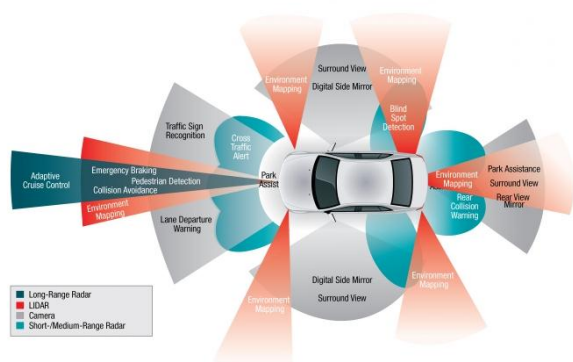 Surround View
Digital Side Mirror
Environment
Mapping
Environment
Mapping
Blind
Spot
Detection
Traffic Sign
Recognition
Cross
Traffic
Alert
Adaptive
Cruise Control
Emergency Braking
Pedestrian Detection
Collision Avoidance
Environment
Mapping
Park
Assist
Lane Departure
Warning
Environment
Mapping
Rear
Collision
Warning
Park Assistance
Surround View
Rear View
Mirror
Environment
Mapping
Digital Side Mirror
Surround View
Environment
Mapping
Long-Range Radar
LIDAR
Camera
Short-/Medium-Range Radar